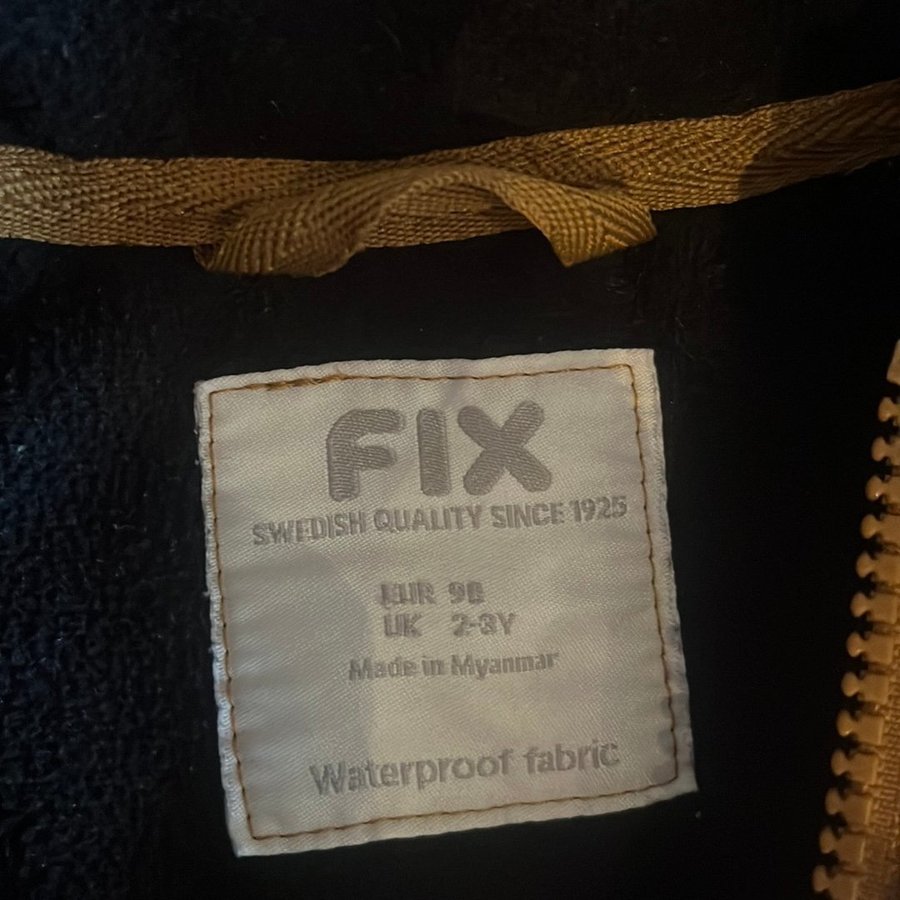 FIX
SWEDISH QUALITY SINCE 1925
EUR 98
UK 2-3Y
Made in Myanmar
Waterproof fabric